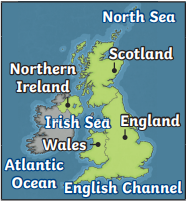 North Sea
Scotland
Northern
Ireland
Irish Sea
England
Wales
Atlantic
Ocean
English Channel